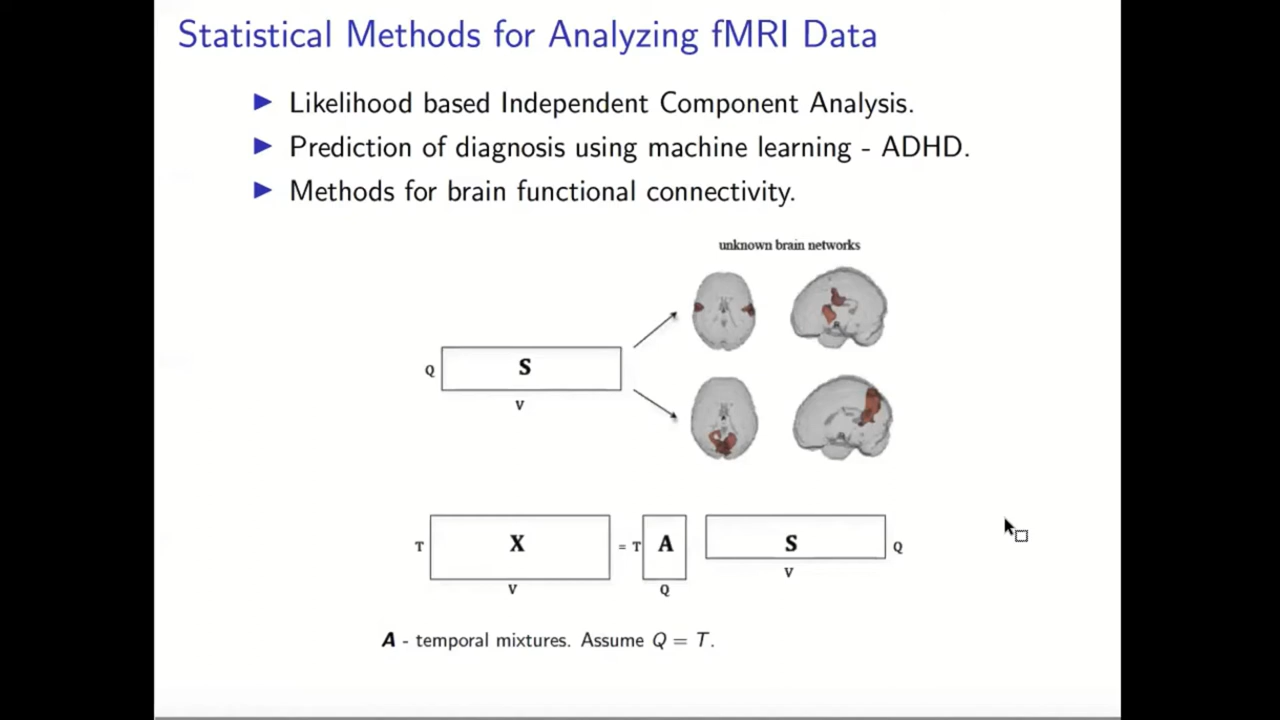 Statistical Methods for Analyzing fMRI Data
Likelihood based Independent Component Analysis.
Prediction of diagnosis using machine learning - ADHD.
Methods for brain functional connectivity.
unknown brain networks
Q S
V
T X = T A S Q
V Q V
A - temporal mixtures. Assume Q = T.